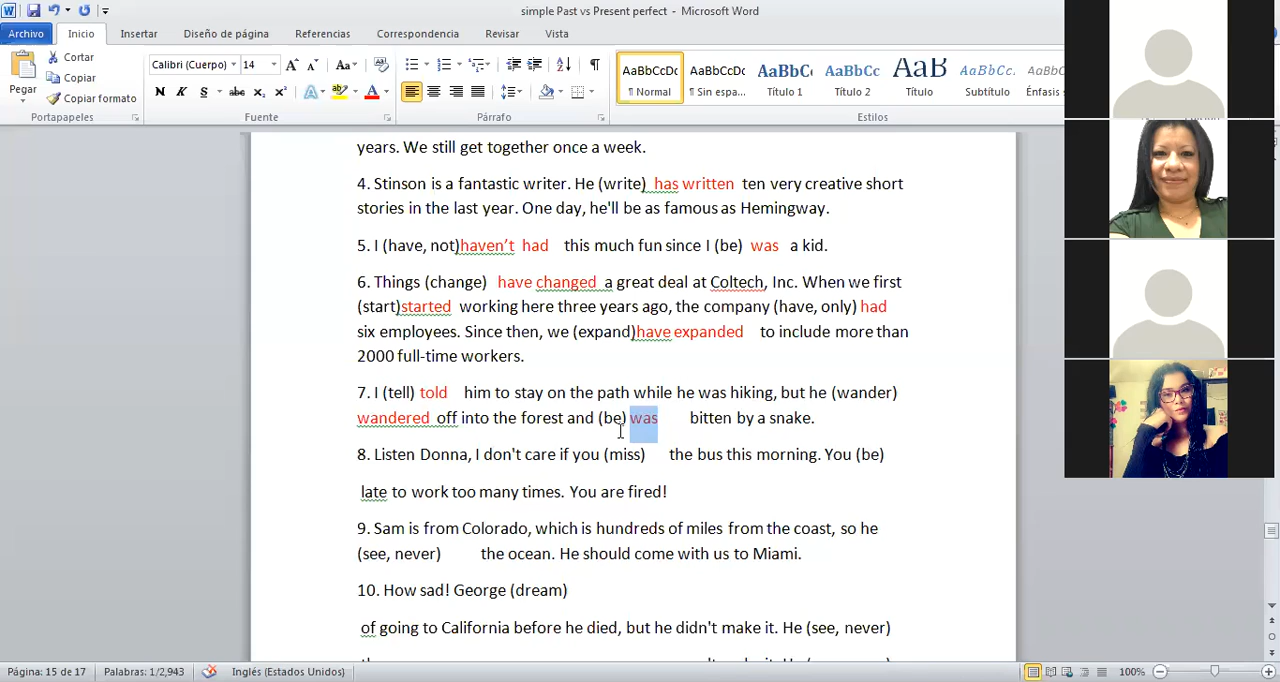 simple Past vs Present perfect - Microsoft Word
Archivo Inicio Insertar Diseño de página Referencias Correspondencia Revisar Vista
Pegar
Cortar
Copiar
Copiar formato
Portapapeles
Calibri (Cuerpo) 14
Fuente
Párrafo
AaBbCcDc AaBbCcDc AaBbC AaBbCc AaB AaBbCc AaBbC
¶ Normal ¶ Sin espa... Título 1 Título 2 Título Subtítulo Énfasis
Estilos
years. We still get together once a week.
4. Stinson is a fantastic writer. He (write) has written ten very creative short
stories in the last year. One day, he'll be as famous as Hemingway.
5. I (have, not)haven't had this much fun since I (be) was a kid.
6. Things (change) have changed a great deal at Coltech, Inc. When we first
(start)started working here three years ago, the company (have, only) had
six employees. Since then, we (expand)have expanded to include more than
2000 full-time workers.
7. I (tell) told him to stay on the path while he was hiking, but he (wander)
wandered off into the forest and (be) was bitten by a snake.
8. Listen Donna, I don't care if you (miss) the bus this morning. You (be)
late to work too many times. You are fired!
9. Sam is from Colorado, which is hundreds of miles from the coast, so he
(see, never) the ocean. He should come with us to Miami.
10. How sad! George (dream)
of going to California before he died, but he didn't make it. He (see, never)
Página: 15 de 17 Palabras: 1/2,943 Inglés (Estados Unidos) 100%